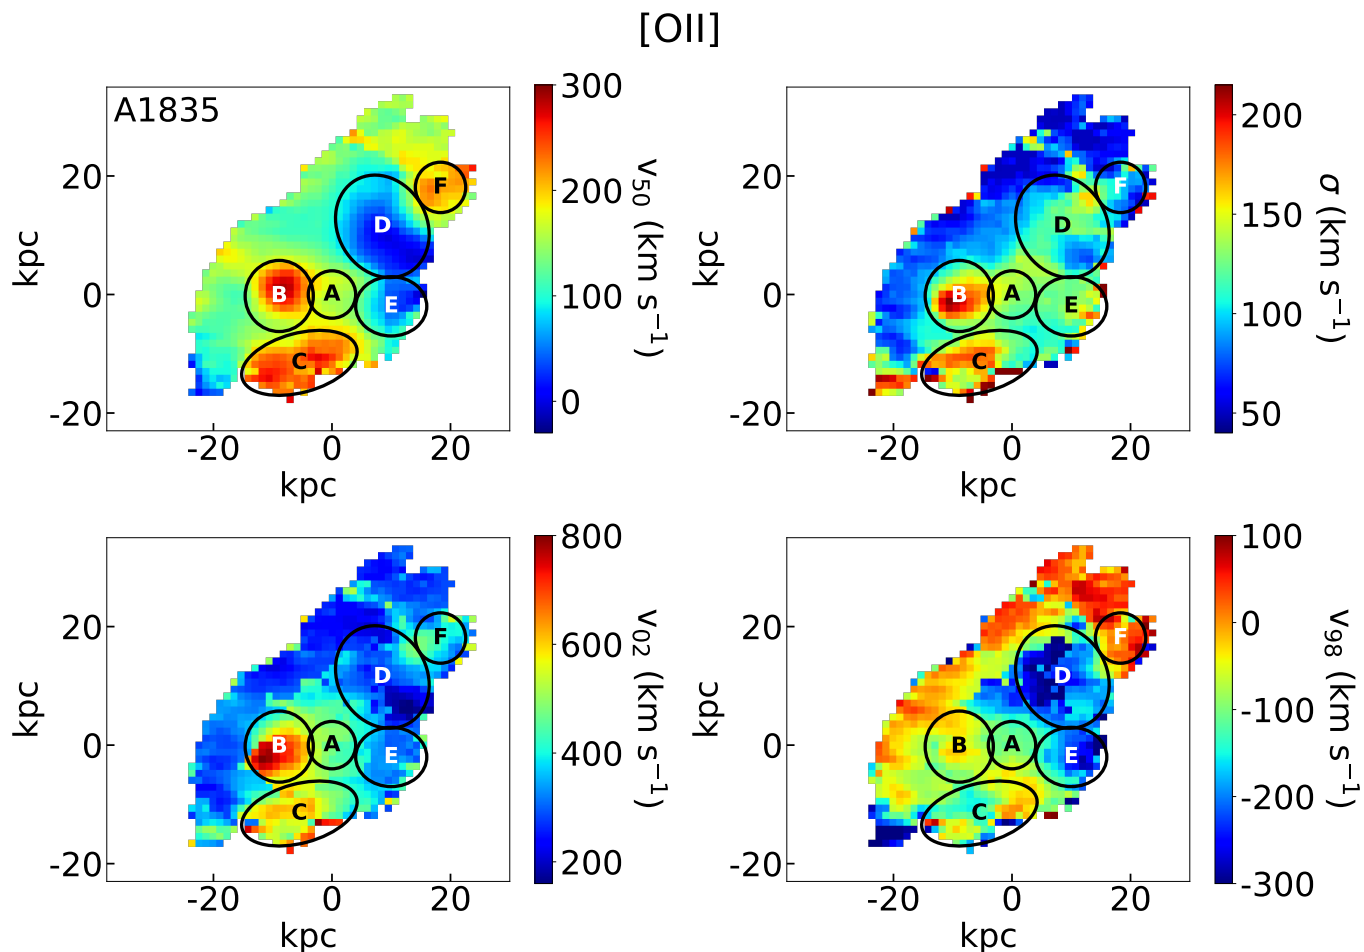 [OII]
A1835
20
0
-20
kpc
-20
0
20
kpc
A
B
C
D
E
F
300
200
100
0
v₅₀ (km s⁻¹)
20
0
-20
kpc
-20
0
20
kpc
A
B
C
D
E
F
200
150
100
50
σ (km s⁻¹)
20
0
-20
kpc
-20
0
20
kpc
A
B
C
D
E
F
800
600
400
200
v₀₂ (km s⁻¹)
20
0
-20
kpc
-20
0
20
kpc
A
B
C
D
E
F
100
0
-100
-200
-300
v₉₈ (km s⁻¹)